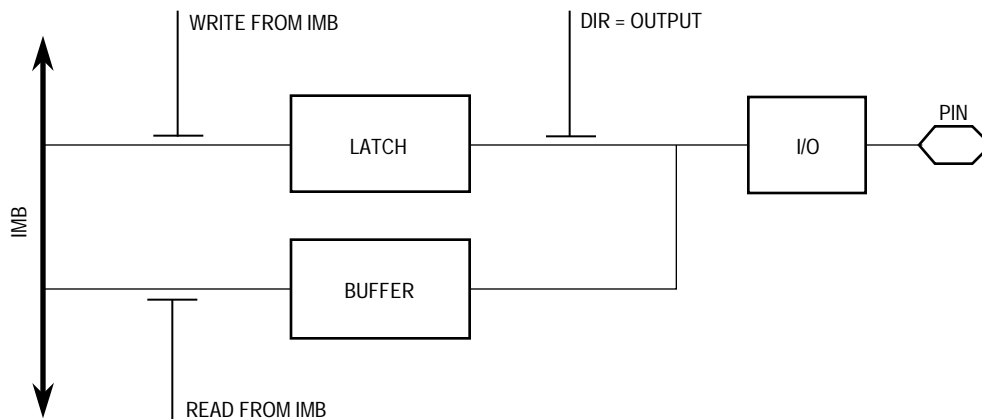 WRITE FROM IMB
DIR = OUTPUT
PIN
LATCH
I/O
IMB
BUFFER
READ FROM IMB